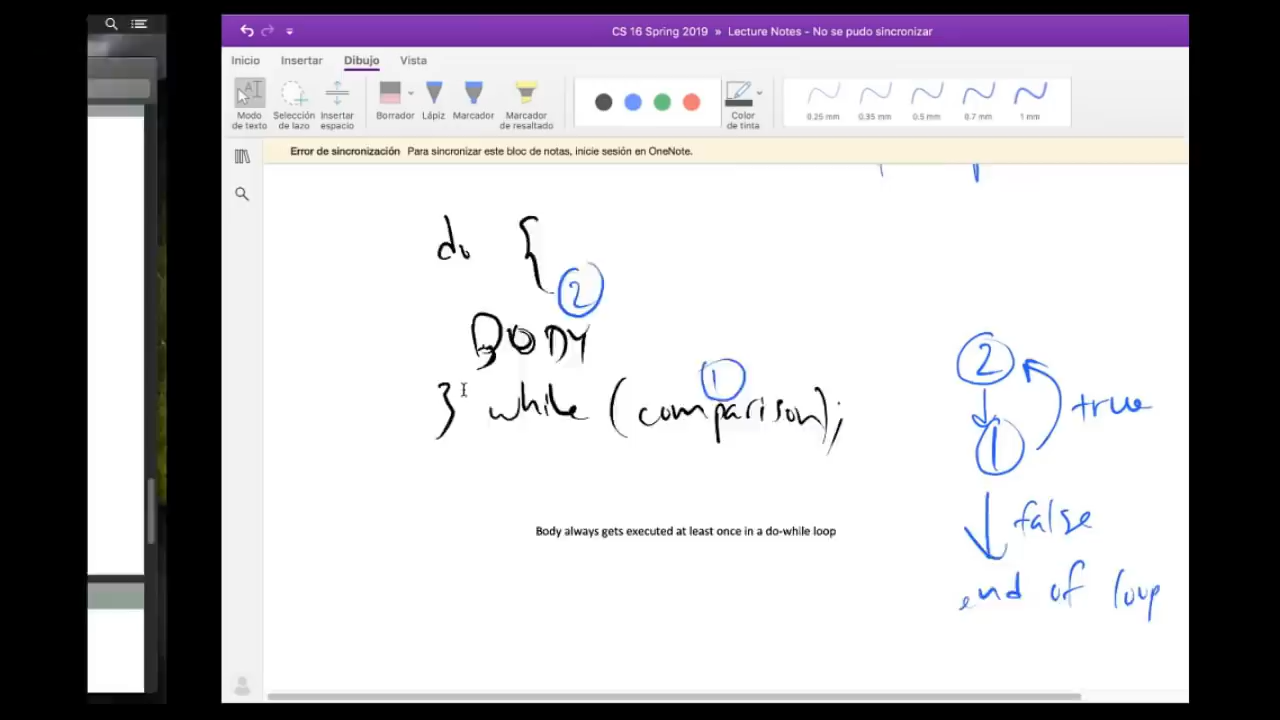 CS 16 Spring 2019 » Lecture Notes - No se pudo sincronizar
Inicio Insertar Dibujo Vista
Modo de texto
Selección de lazo
Insertar espacio
Borrador
Lápiz
Marcador
Marcador de resaltado
Color de tinta
0.25 mm
0.35 mm
0.5 mm
0.7 mm
1 mm
Error de sincronización Para sincronizar este bloc de notas, inicie sesión en OneNote.
do {
2
BODY
1
} while (comparison);
Body always gets executed at least once in a do-while loop
2
true
1
false
end of loop